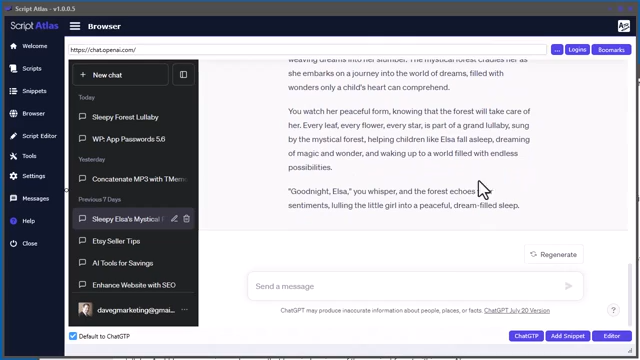 Script Atlas - v1.0.0.5
Script Atlas
Browser
Welcome
Scripts
Snippets
Browser
Script Editor
Tools
Settings
Messages
Help
Close
https://chat.openai.com/
...
Logins
Boomarks
New chat
Today
Sleepy Forest Lullaby
WP: App Passwords 5.6
Yesterday
Concatenate MP3 with TMem
Previous 7 Days
Sleepy Elsa's Mystical
Etsy Seller Tips
AI Tools for Savings
Enhance Website with SEO
davegmarketing@gmai...
weaving dreams into her slumber. The mystical forest cradles her as
she embarks on a journey into the world of dreams, filled with
wonders only a child's heart can comprehend.
You watch her peaceful form, knowing that the forest will take care of
her. Every leaf, every flower, every star, is part of a grand lullaby, sung
by the mystical forest, helping children like Elsa fall asleep, dreaming
of magic and wonder, and waking up to a world filled with endless
possibilities.
"Goodnight, Elsa," you whisper, and the forest echoes
sentiments, lulling the little girl into a peaceful, dream-filled sleep.
Regenerate
Send a message
ChatGPT may produce inaccurate information about people, places, or facts. ChatGPT July 20 Version
?
Default to ChatGTP
ChatGTP
Add Snippet
Editor